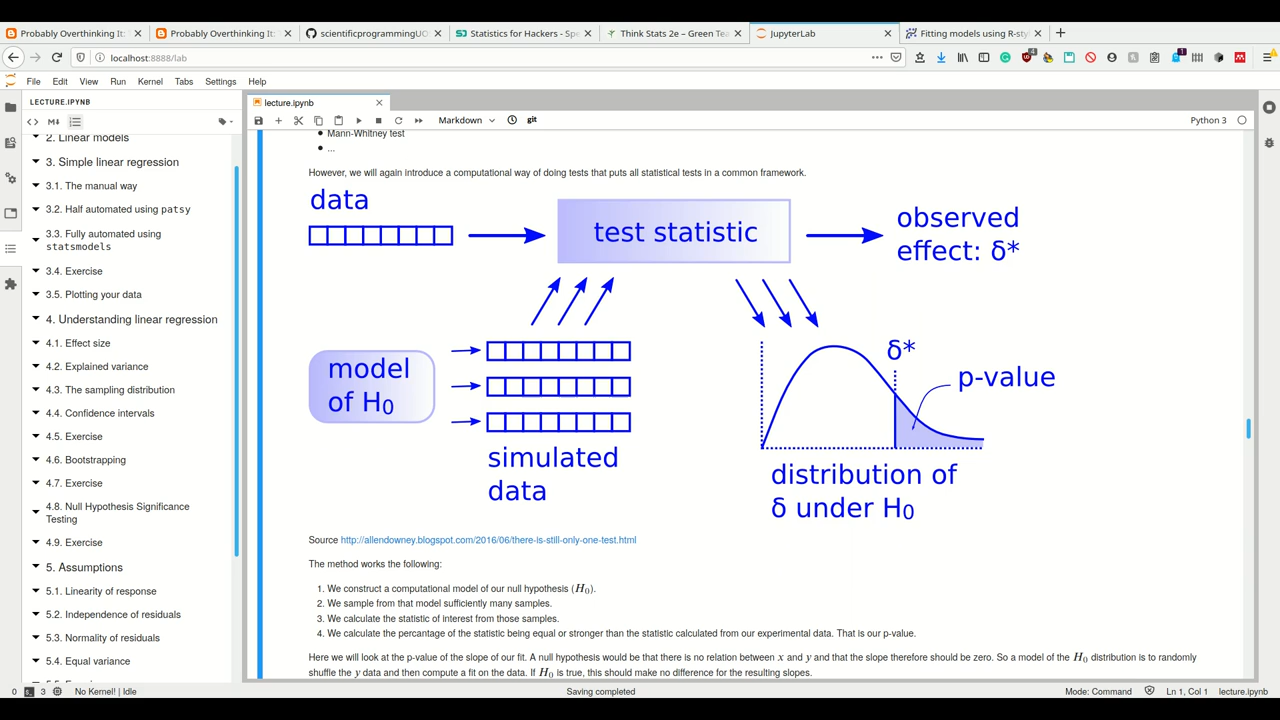 Probably Overthinking It:
Probably Overthinking It:
scientificprogrammingUO
Statistics for Hackers - Spe
Think Stats 2e – Green Tea
JupyterLab
Fitting models using R-sty
localhost:8888/lab
File Edit View Run Kernel Tabs Settings Help
LECTURE.IPYNB
lecture.ipynb
Markdown
git
Python 3
2. Linear models
3. Simple linear regression
3.1. The manual way
3.2. Half automated using patsy
3.3. Fully automated using
statsmodels
3.4. Exercise
3.5. Plotting your data
4. Understanding linear regression
4.1. Effect size
4.2. Explained variance
4.3. The sampling distribution
4.4. Confidence intervals
4.5. Exercise
4.6. Bootstrapping
4.7. Exercise
4.8. Null Hypothesis Significance
Testing
4.9. Exercise
5. Assumptions
5.1. Linearity of response
5.2. Independence of residuals
5.3. Normality of residuals
5.4. Equal variance
• Mann-Whitney test
• ...
However, we will again introduce a computational way of doing tests that puts all statistical tests in a common framework.
data
test statistic
observed
effect: δ*
model
of H₀
simulated
data
δ*
p-value
distribution of
δ under H₀
Source http://allendowney.blogspot.com/2016/06/there-is-still-only-one-test.html
The method works the following:
1. We construct a computational model of our null hypothesis (H₀).
2. We sample from that model sufficiently many samples.
3. We calculate the statistic of interest from those samples.
4. We calculate the percentage of the statistic being equal or stronger than the statistic calculated from our experimental data. That is our p-value.
Here we will look at the p-value of the slope of our fit. A null hypothesis would be that there is no relation between x and y and that the slope therefore should be zero. So a model of the H₀ distribution is to randomly
shuffle the y data and then compute a fit on the data. If H₀ is true, this should make no difference for the resulting slopes.
0 3 No Kernel! | Idle
Saving completed
Mode: Command
Ln 1, Col 1
lecture.ipynb